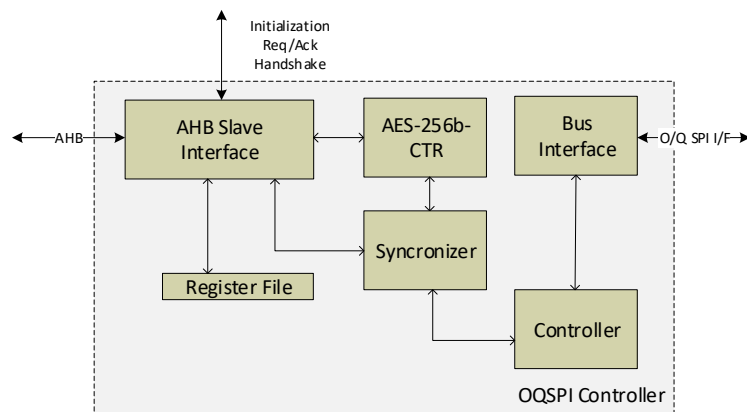 Initialization
Req/Ack
Handshake
AHB
AHB Slave
Interface
AES-256b-
CTR
Bus
Interface
O/Q SPI I/F
Syncronizer
Register File
Controller
OQSPI Controller